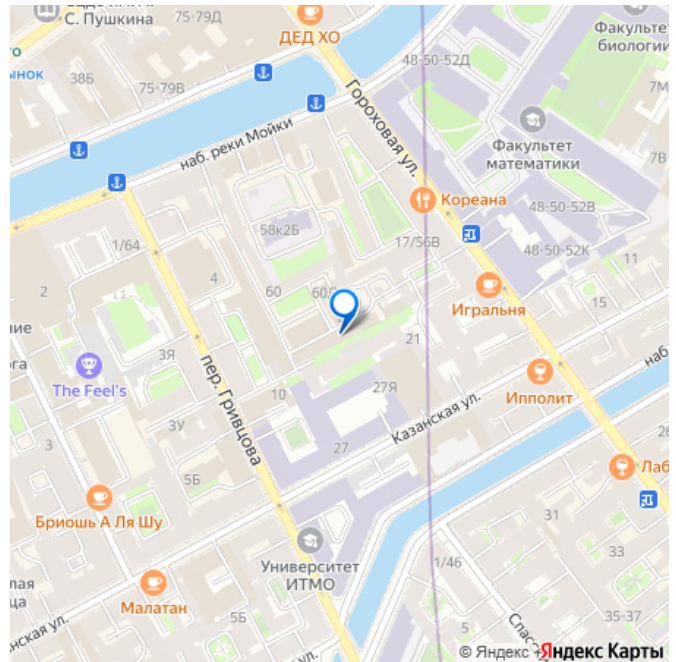 С. Пушкина
75-79Д
ДЕД ХО
48-50-52Д
Факультет
биологии
38Б
75-79В
7М
наб. реки Мойки
Гороховая ул.
Факультет
математики
7В
Кореана
48-50-52В
58к2Б
17/56В
48-50-52К
1/64
4
11
2
60
15
Игральня
21
The Feel's
3Я
пер. Гривцова
27Я
Ипполит
наб
10
Казанская ул.
3У
27
3
5Б
Бриошь А Ля Шу
31
Университет
ИТМО
33
1/46
Малатан
5Б
5
35-37
© Яндекс
Яндекс Карты